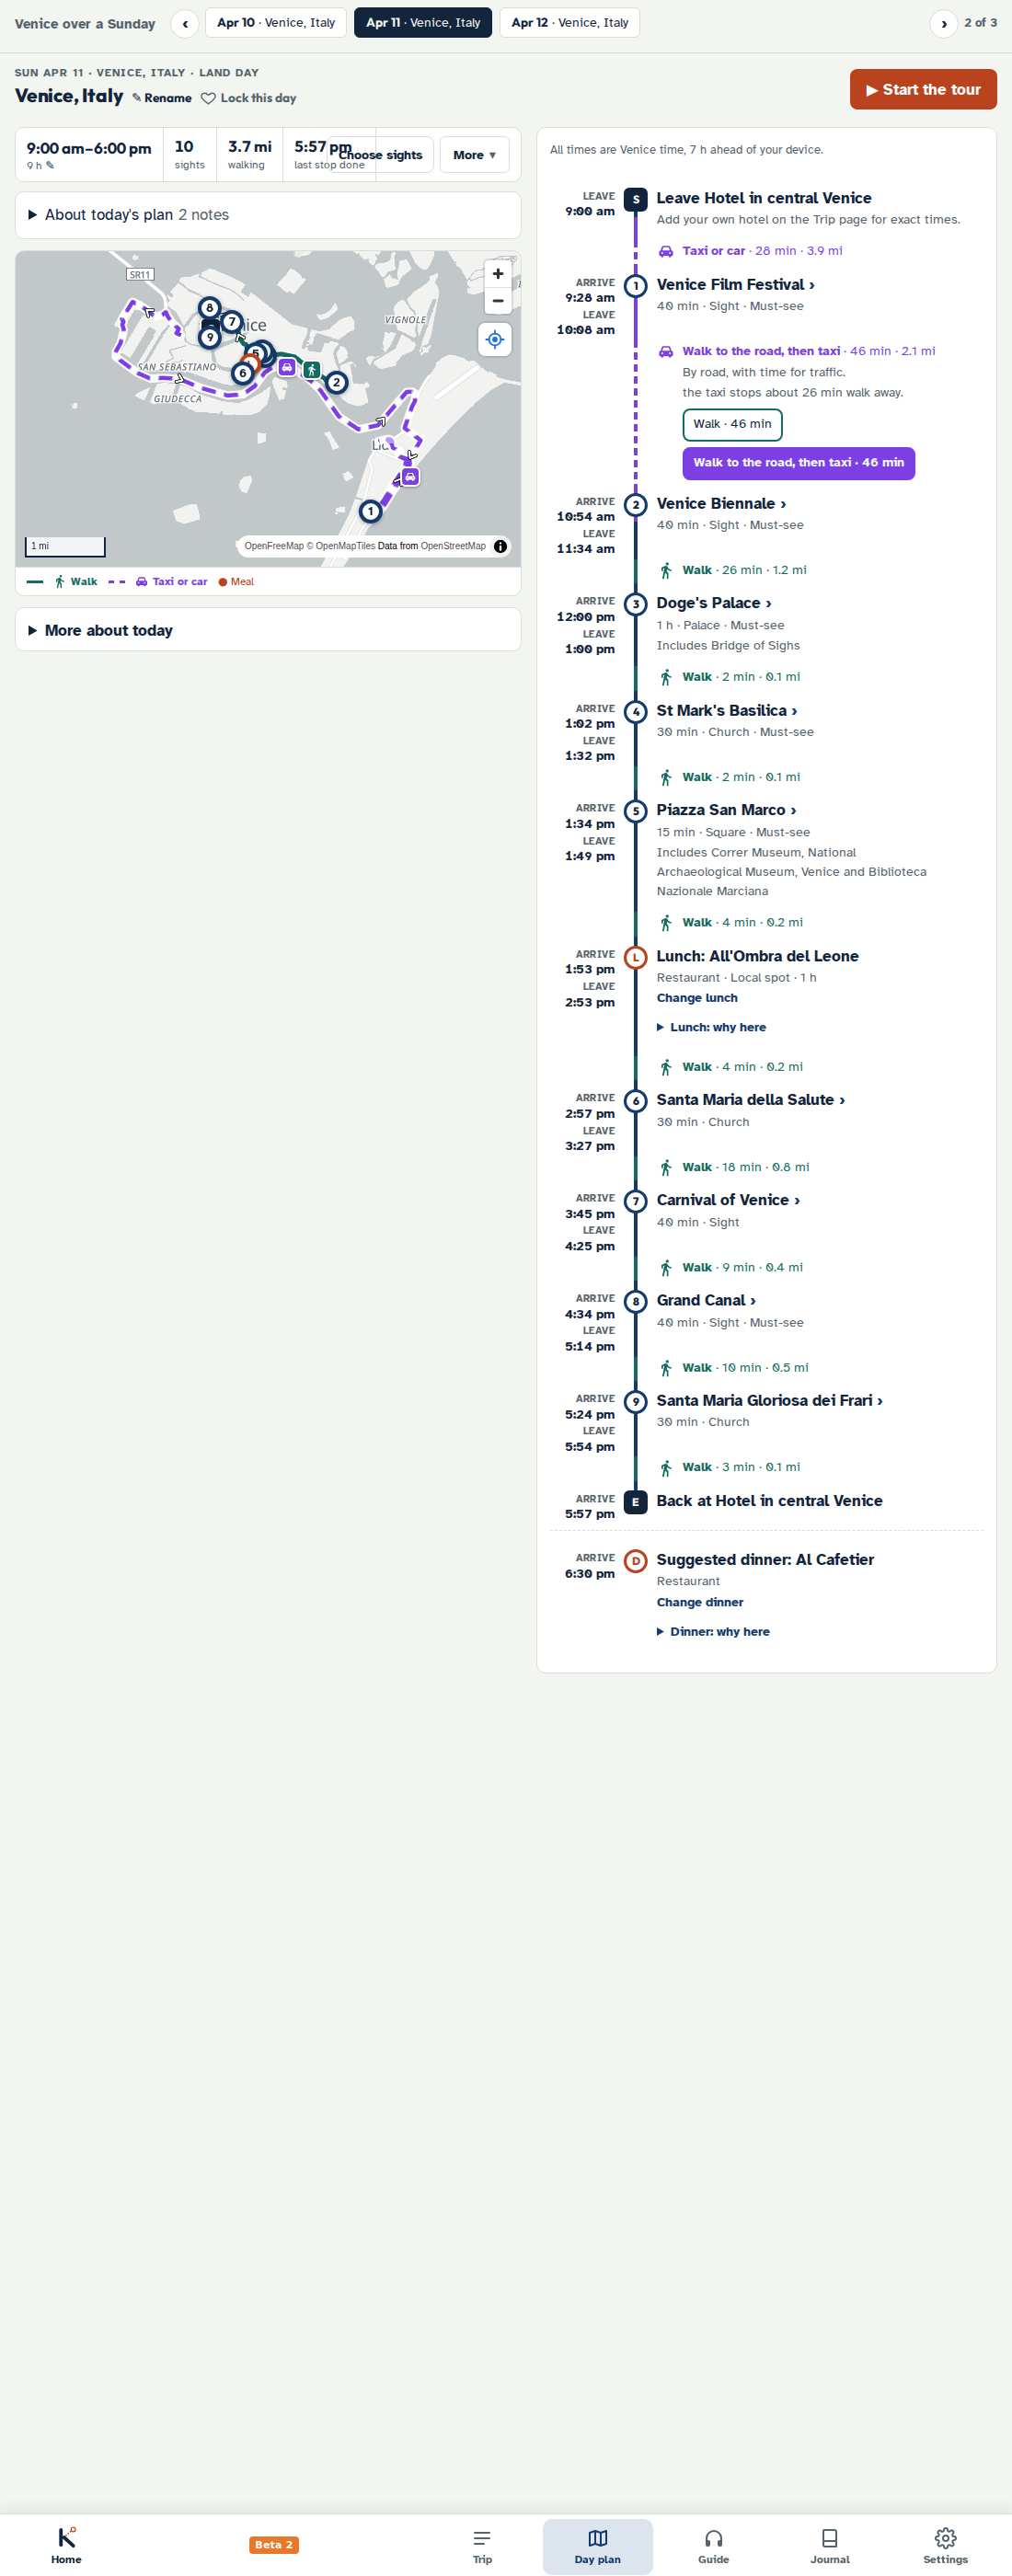 Venice over a Sunday
‹
Apr 10 · Venice, Italy
Apr 11 · Venice, Italy
Apr 12 · Venice, Italy
›
2 of 3
SUN APR 11 · VENICE, ITALY · LAND DAY
Venice, Italy
✎ Rename
Lock this day
▶ Start the tour
9:00 am–6:00 pm
9 h ✎
10
sights
3.7 mi
walking
5:57 pm
last stop done
Choose sights
More ▼
▶ About today's plan 2 notes
SR11
VIGNOLE
SAN SEBASTIANO
GIUDECCA
8
7
9
6
2
1
+
−
1 mi
OpenFreeMap © OpenMapTiles Data from OpenStreetMap
Walk
Taxi or car
Meal
▶ More about today
All times are Venice time, 7 h ahead of your device.
LEAVE
9:00 am
S
Leave Hotel in central Venice
Add your own hotel on the Trip page for exact times.
Taxi or car · 28 min · 3.9 mi
ARRIVE
9:28 am
LEAVE
10:08 am
1
Venice Film Festival ›
40 min · Sight · Must-see
Walk to the road, then taxi · 46 min · 2.1 mi
By road, with time for traffic.
the taxi stops about 26 min walk away.
Walk · 46 min
Walk to the road, then taxi · 46 min
ARRIVE
10:54 am
LEAVE
11:34 am
2
Venice Biennale ›
40 min · Sight · Must-see
Walk · 26 min · 1.2 mi
ARRIVE
12:00 pm
LEAVE
1:00 pm
3
Doge's Palace ›
1 h · Palace · Must-see
Includes Bridge of Sighs
Walk · 2 min · 0.1 mi
ARRIVE
1:02 pm
LEAVE
1:32 pm
4
St Mark's Basilica ›
30 min · Church · Must-see
Walk · 2 min · 0.1 mi
ARRIVE
1:34 pm
LEAVE
1:49 pm
5
Piazza San Marco ›
15 min · Square · Must-see
Includes Correr Museum, National
Archaeological Museum, Venice and Biblioteca
Nazionale Marciana
Walk · 4 min · 0.2 mi
ARRIVE
1:53 pm
LEAVE
2:53 pm
L
Lunch: All'Ombra del Leone
Restaurant · Local spot · 1 h
Change lunch
▶ Lunch: why here
Walk · 4 min · 0.2 mi
ARRIVE
2:57 pm
LEAVE
3:27 pm
6
Santa Maria della Salute ›
30 min · Church
Walk · 18 min · 0.8 mi
ARRIVE
3:45 pm
LEAVE
4:25 pm
7
Carnival of Venice ›
40 min · Sight
Walk · 9 min · 0.4 mi
ARRIVE
4:34 pm
LEAVE
5:14 pm
8
Grand Canal ›
40 min · Sight · Must-see
Walk · 10 min · 0.5 mi
ARRIVE
5:24 pm
LEAVE
5:54 pm
9
Santa Maria Gloriosa dei Frari ›
30 min · Church
Walk · 3 min · 0.1 mi
ARRIVE
5:57 pm
E
Back at Hotel in central Venice
ARRIVE
6:30 pm
D
Suggested dinner: Al Cafetier
Restaurant
Change dinner
▶ Dinner: why here
Home
Beta 2
Trip
Day plan
Guide
Journal
Settings